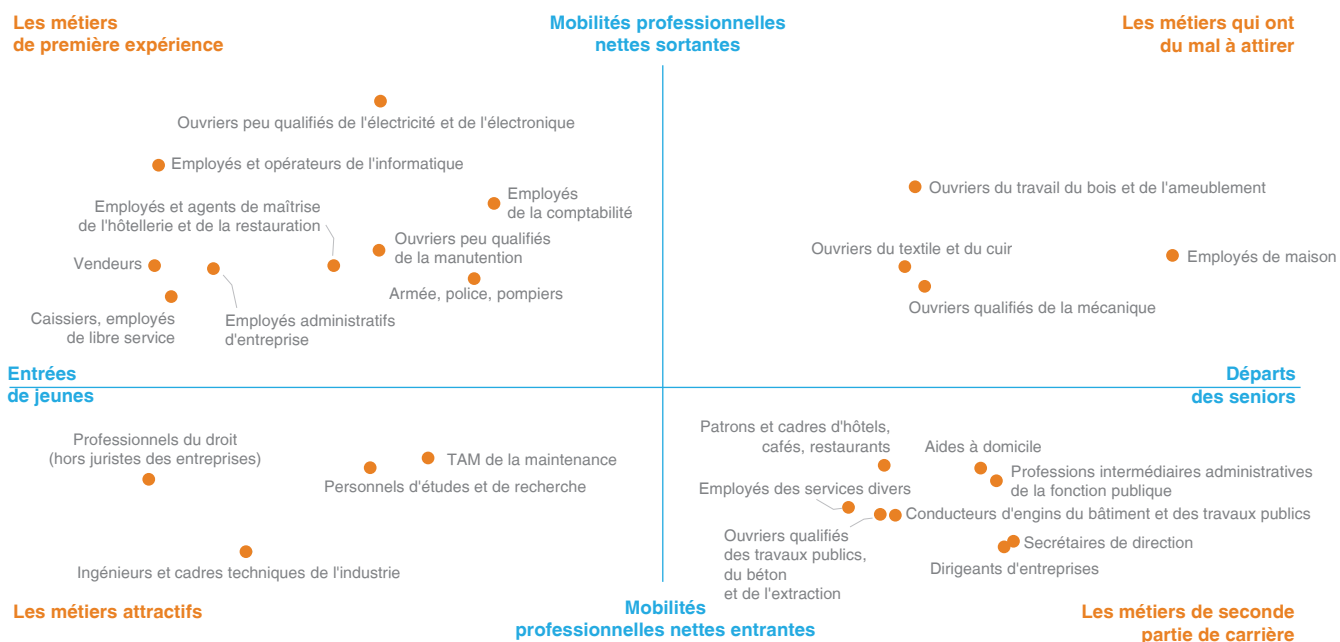 Les métiers
de première expérience
Mobilités professionnelles
nettes sortantes
Les métiers qui ont
du mal à attirer
Ouvriers peu qualifiés de l'électricité et de l'électronique
Employés et opérateurs de l'informatique
Employés
de la comptabilité
Employés et agents de maîtrise
de l'hôtellerie et de la restauration
Ouvriers peu qualifiés
de la manutention
Vendeurs
Armée, police, pompiers
Caissiers, employés
de libre service
Employés administratifs
d'entreprise
Ouvriers du travail du bois et de l'ameublement
Ouvriers du textile et du cuir
Employés de maison
Ouvriers qualifiés de la mécanique
Entrées
de jeunes
Départs
des seniors
Professionnels du droit
(hors juristes des entreprises)
TAM de la maintenance
Personnels d'études et de recherche
Ingénieurs et cadres techniques de l'industrie
Patrons et cadres d'hôtels,
cafés, restaurants
Aides à domicile
Professions intermédiaires administratives
de la fonction publique
Employés des services divers
Conducteurs d'engins du bâtiment et des travaux publics
Ouvriers qualifiés
des travaux publics,
du béton
et de l'extraction
Secrétaires de direction
Dirigeants d'entreprises
Les métiers attractifs
Mobilités
professionnelles nettes entrantes
Les métiers de seconde
partie de carrière